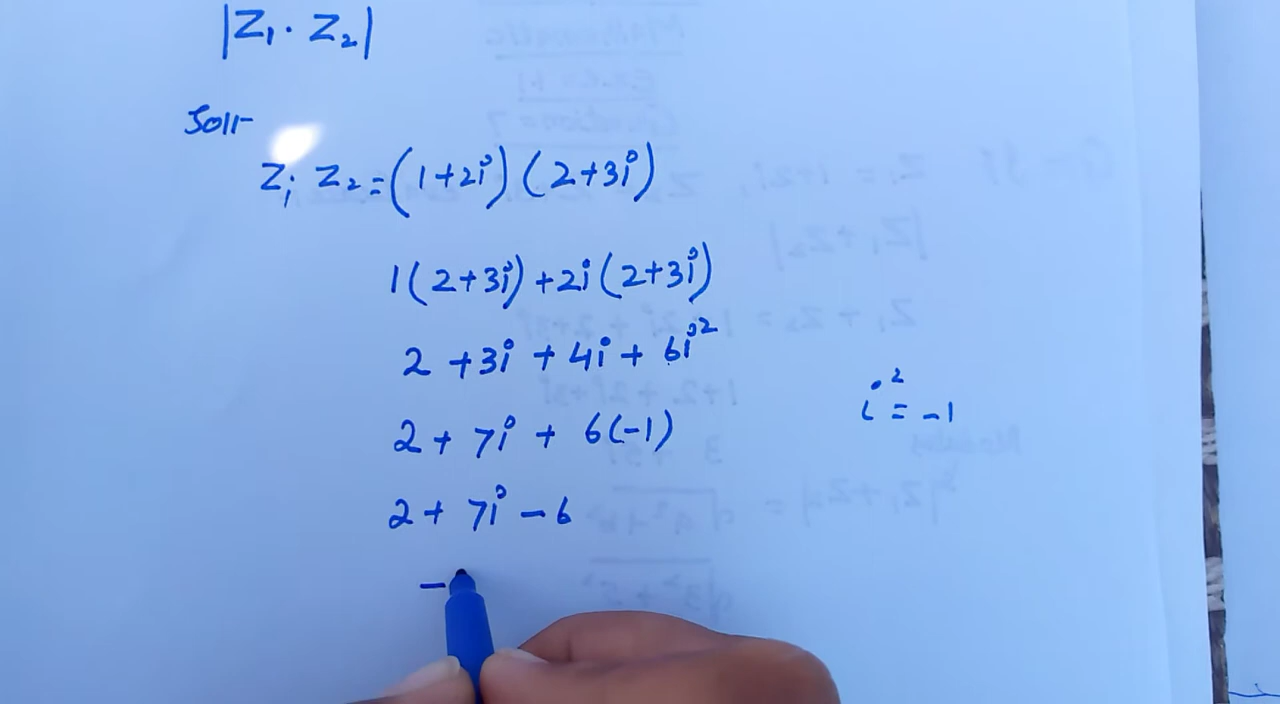 |Z₁ · Z₂|
Soln
Z₁ Z₂ = (1+2i) (2+3i)
1(2+3i) + 2i(2+3i)
2 + 3i + 4i + 6i²
i² = -1
2 + 7i + 6(-1)
2 + 7i - 6
-